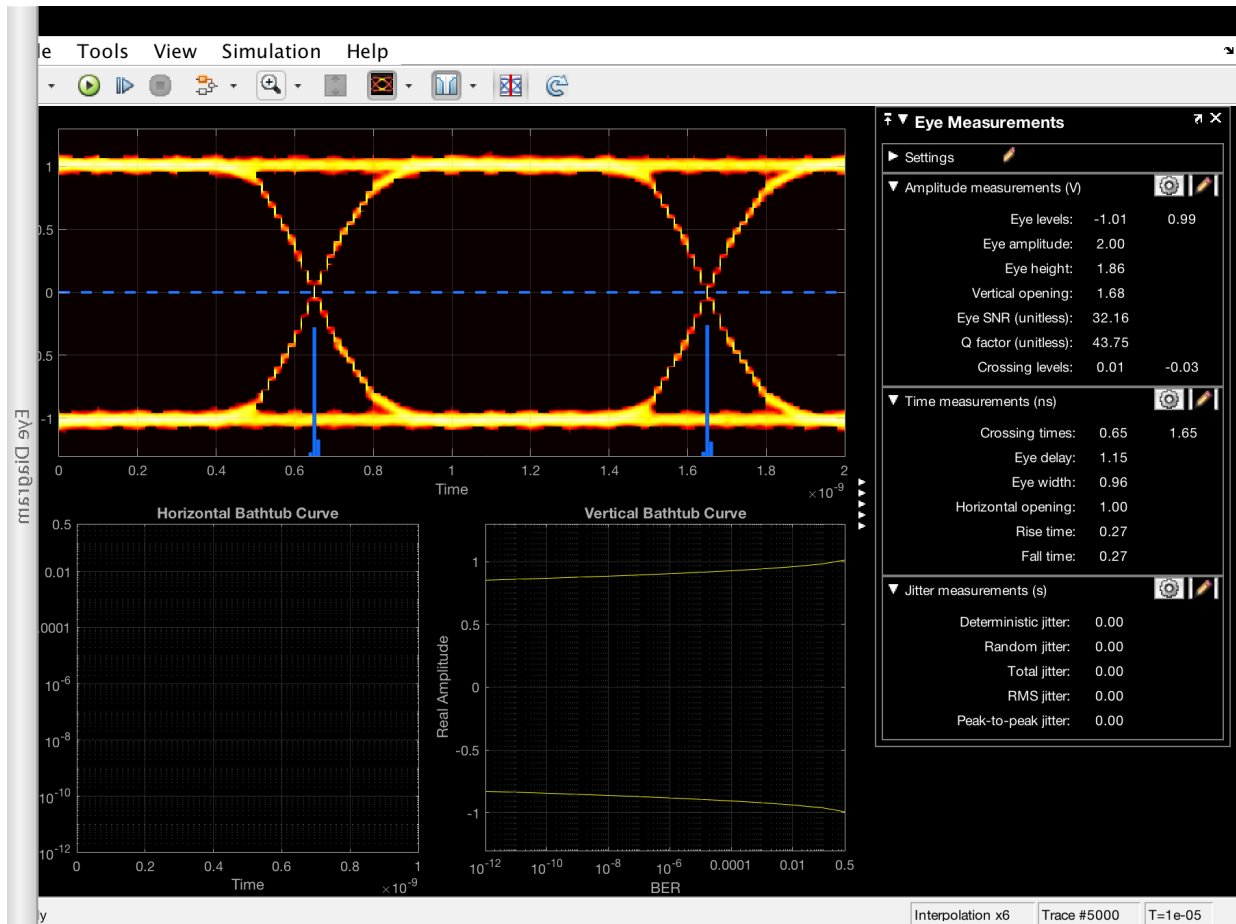 le Tools View Simulation Help
Eye Diagram
1
0.5
0
0.5
-1
0 0.2 0.4 0.6 0.8 1 1.2 1.4 1.6 1.8 2
Time
×10^-9
Horizontal Bathtub Curve
0.5
0.01
0.0001
10^-6
10^-8
10^-10
10^-12
0 0.2 0.4 0.6 0.8 1
Time
×10^-9
Vertical Bathtub Curve
Real Amplitude
1
0.5
0
-0.5
-1
10^-12 10^-10 10^-8 10^-6 0.0001 0.01 0.5
BER
Eye Measurements
Settings
Amplitude measurements (V)
Eye levels: -1.01 0.99
Eye amplitude: 2.00
Eye height: 1.86
Vertical opening: 1.68
Eye SNR (unitless): 32.16
Q factor (unitless): 43.75
Crossing levels: 0.01 -0.03
Time measurements (ns)
Crossing times: 0.65 1.65
Eye delay: 1.15
Eye width: 0.96
Horizontal opening: 1.00
Rise time: 0.27
Fall time: 0.27
Jitter measurements (s)
Deterministic jitter: 0.00
Random jitter: 0.00
Total jitter: 0.00
RMS jitter: 0.00
Peak-to-peak jitter: 0.00
y
Interpolation x6 Trace #5000 T=1e-05